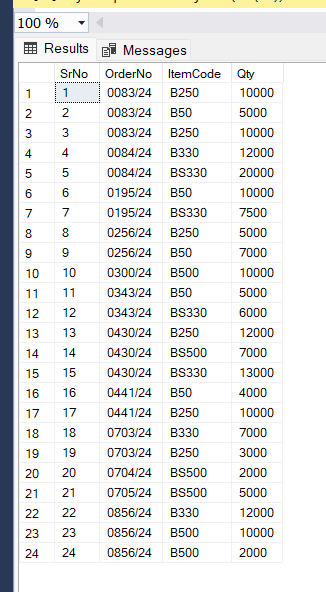 100 %
Results Messages
SrNo OrderNo ItemCode Qty
1 1 0083/24 B250 10000
2 2 0083/24 B50 5000
3 3 0083/24 B250 10000
4 4 0084/24 B330 12000
5 5 0084/24 BS330 20000
6 6 0195/24 B50 10000
7 7 0195/24 BS330 7500
8 8 0256/24 B250 5000
9 9 0256/24 B50 7000
10 10 0300/24 B500 10000
11 11 0343/24 B50 5000
12 12 0343/24 BS330 6000
13 13 0430/24 B250 12000
14 14 0430/24 BS500 7000
15 15 0430/24 BS330 13000
16 16 0441/24 B50 4000
17 17 0441/24 B250 10000
18 18 0703/24 B330 7000
19 19 0703/24 B250 3000
20 20 0704/24 BS500 2000
21 21 0705/24 BS500 5000
22 22 0856/24 B330 12000
23 23 0856/24 B500 10000
24 24 0856/24 B500 2000